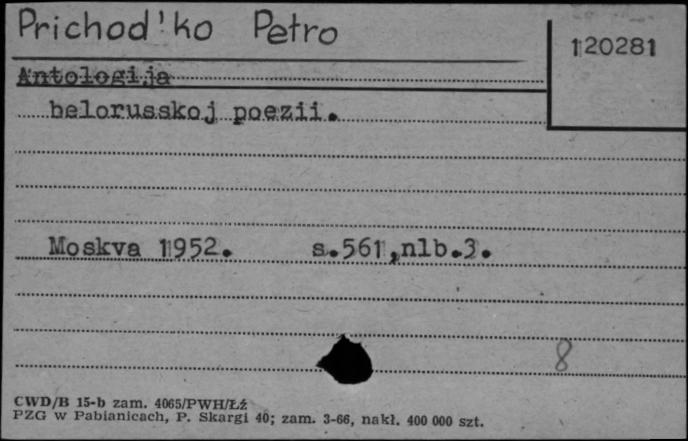 Prichod'ko Petro
120281
Antologija
belorusskoj poezii.
Moskva 1952. s.561,nlb.3.
8
CWD/B 15-b zam. 4065/PWH/Łź
PZG w Pabianicach, P. Skargi 40; zam. 3-66, nakł. 400 000 szt.